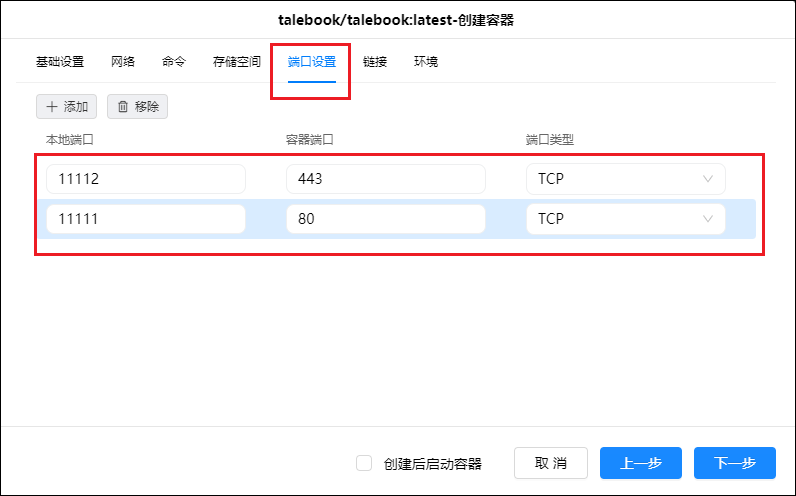 talebook/talebook:latest-创建容器
基础设置 网络 命令 存储空间 端口设置 链接 环境
添加 移除
本地端口 容器端口 端口类型
11112 443 TCP
11111 80 TCP
创建后启动容器 取 消 上一步 下一步